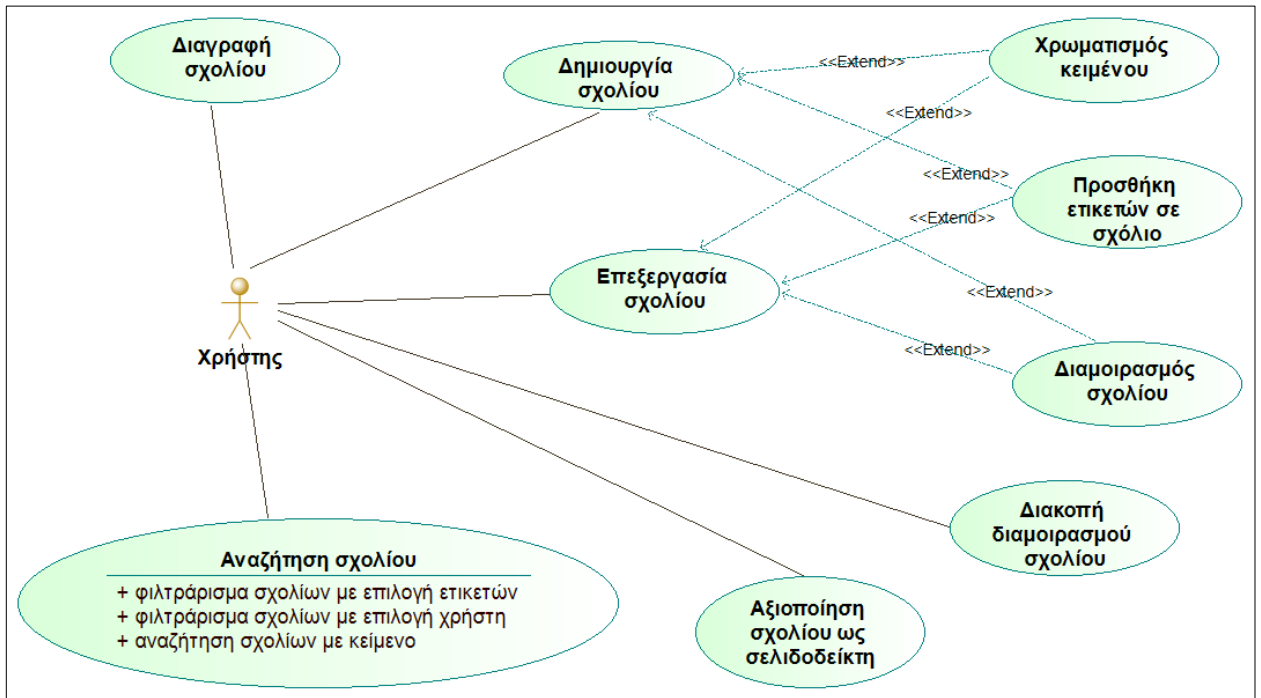 Διαγραφή
σχολίου
Δημιουργία
σχολίου
Χρωματισμός
κειμένου
<<Extend>>
<<Extend>>
<<Extend>>
Προσθήκη
ετικετών σε
σχόλιο
<<Extend>>
Επεξεργασία
σχολίου
<<Extend>>
<<Extend>>
Χρήστης
Διαμοιρασμός
σχολίου
Διακοπή
διαμοιρασμού
σχολίου
Αναζήτηση σχολίου
+ φιλτράρισμα σχολίων με επιλογή ετικετών
+ φιλτράρισμα σχολίων με επιλογή χρήστη
+ αναζήτηση σχολίων με κείμενο
Αξιοποίηση
σχολίου ως
σελιδοδείκτη